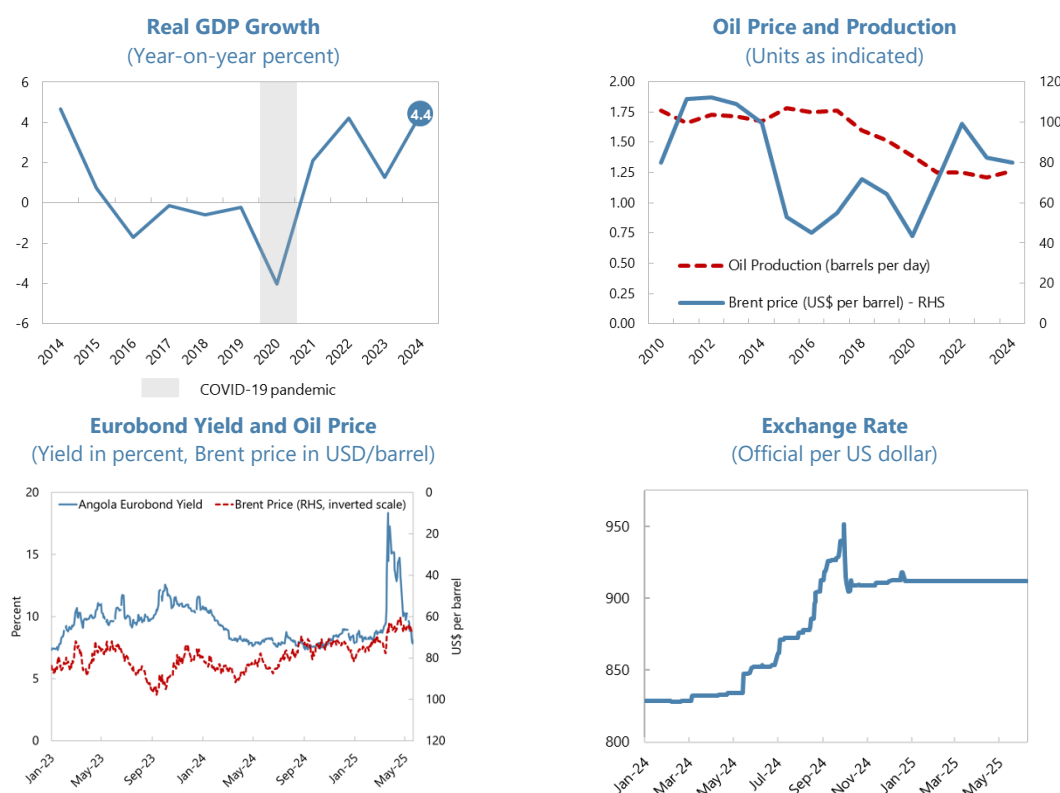 Real GDP Growth
(Year-on-year percent)
6
4
2
0
-2
-4
-6
4.4
2014
2015
2016
2017
2018
2019
2020
2021
2022
2023
2024
COVID-19 pandemic
Oil Price and Production
(Units as indicated)
2.00
1.75
1.50
1.25
1.00
0.75
0.50
0.25
0.00
120
100
80
60
40
20
0
Oil Production (barrels per day)
Brent price (US$ per barrel) - RHS
2010
2012
2014
2016
2018
2020
2022
2024
Eurobond Yield and Oil Price
(Yield in percent, Brent price in USD/barrel)
20
15
10
5
0
Percent
Angola Eurobond Yield
Brent Price (RHS, inverted scale)
0
20
40
60
80
100
120
US$ per barrel
Jan-23
May-23
Sep-23
Jan-24
May-24
Sep-24
Jan-25
May-25
Exchange Rate
(Official per US dollar)
950
900
850
800
Jan-24
Mar-24
May-24
Jul-24
Sep-24
Nov-24
Jan-25
Mar-25
May-25